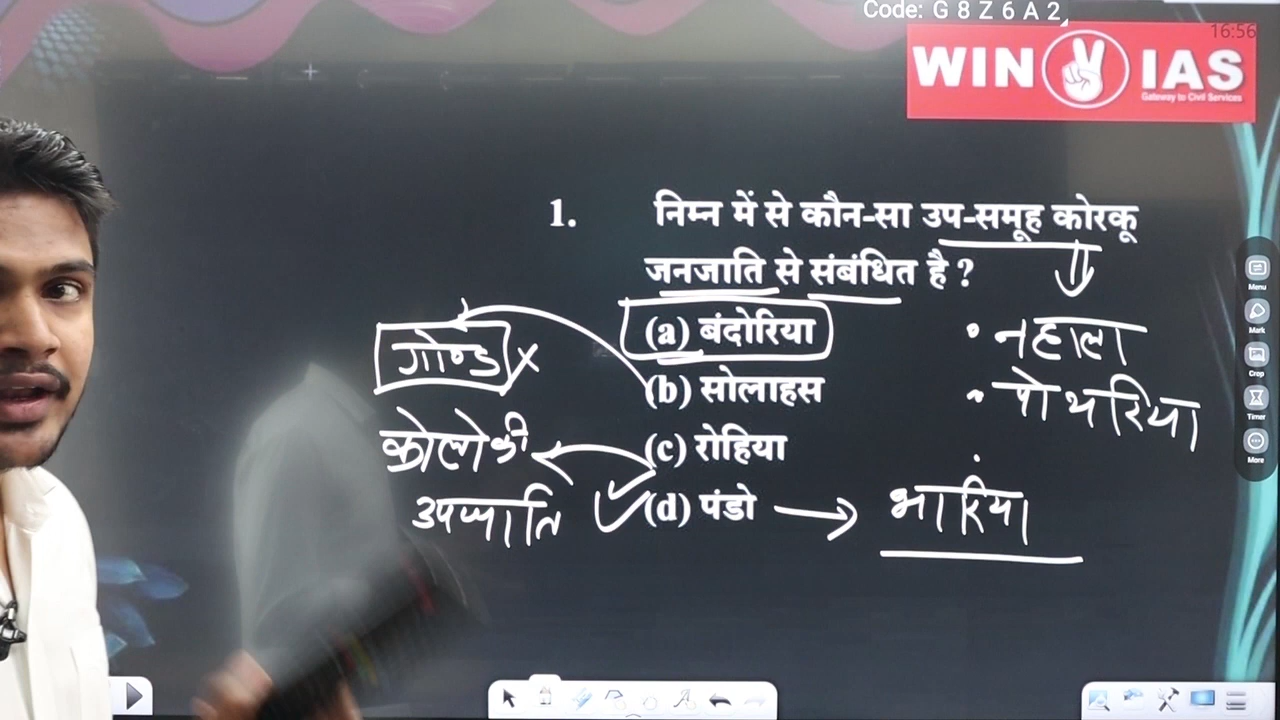 Code: G 8 Z 6 A 2
16:56
WIN IAS
Gateway to Civil Services
1. निम्न में से कौन-सा उप-समूह कोरकू
जनजाति से संबंधित है ?
(a) बंदोरिया
(b) सोलाहस
(c) रोहिया
(d) पंडो → भारिया
गोण्ड x
कोलो की
उपजाति
• नहाला
• पोथरिया
Menu
Mark
Crop
Timer
More